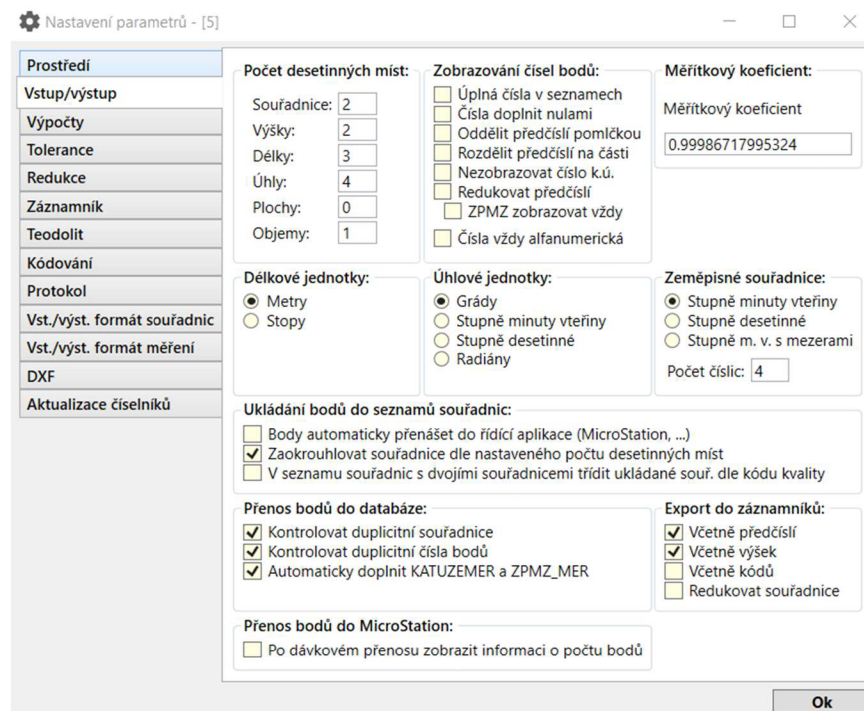 Nastavení parametrů - [5]
Prostředí
Vstup/výstup
Výpočty
Tolerance
Redukce
Záznamník
Teodolit
Kódování
Protokol
Vst./výst. formát souřadnic
Vst./výst. formát měření
DXF
Aktualizace číselníků
Počet desetinných míst:
Souřadnice: 2
Výšky: 2
Délky: 3
Úhly: 4
Plochy: 0
Objemy: 1
Zobrazování čísel bodů:
Úplná čísla v seznamech
Čísla doplnit nulami
Oddělit předčíslí pomlčkou
Rozdělit předčíslí na části
Nezobrazovat číslo k.ú.
Redukovat předčíslí
ZPMZ zobrazovat vždy
Čísla vždy alfanumerická
Měřítkový koeficient:
Měřítkový koeficient
0.99986717995324
Délkové jednotky:
Metry
Stopy
Úhlové jednotky:
Grády
Stupně minuty vteřiny
Stupně desetinné
Radiány
Zeměpisné souřadnice:
Stupně minuty vteřiny
Stupně desetinné
Stupně m. v. s mezerami
Počet číslic: 4
Ukládání bodů do seznamů souřadnic:
Body automaticky přenášet do řídící aplikace (MicroStation, ...)
Zaokrouhlovat souřadnice dle nastaveného počtu desetinných míst
V seznamu souřadnic s dvojími souřadnicemi třídit ukládané souř. dle kódu kvality
Přenos bodů do databáze:
Kontrolovat duplicitní souřadnice
Kontrolovat duplicitní čísla bodů
Automaticky doplnit KATUZEMER a ZPMZ_MER
Export do záznamníků:
Včetně předčíslí
Včetně výšek
Včetně kódů
Redukovat souřadnice
Přenos bodů do MicroStation:
Po dávkovém přenosu zobrazit informaci o počtu bodů
Ok